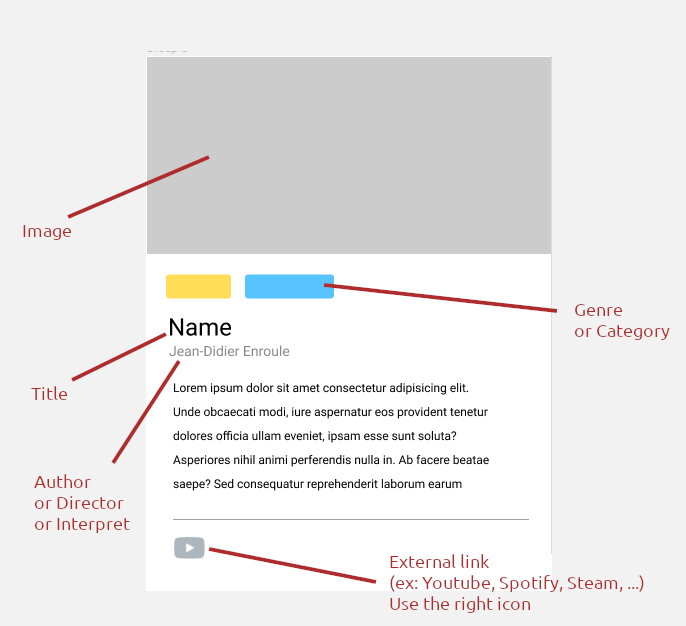 Image
Genre
or Category
Name
Jean-Didier Enroule
Title
Lorem ipsum dolor sit amet consectetur adipisicing elit.
Unde obcaecati modi, iure aspernatur eos provident tenetur
dolores officia ullam eveniet, ipsam esse sunt soluta?
Asperiores nihil animi perferendis nulla in. Ab facere beatae
saepe? Sed consequatur reprehenderit laborum earum
Author
or Director
or Interpret
External link
(ex: Youtube, Spotify, Steam, ...)
Use the right icon